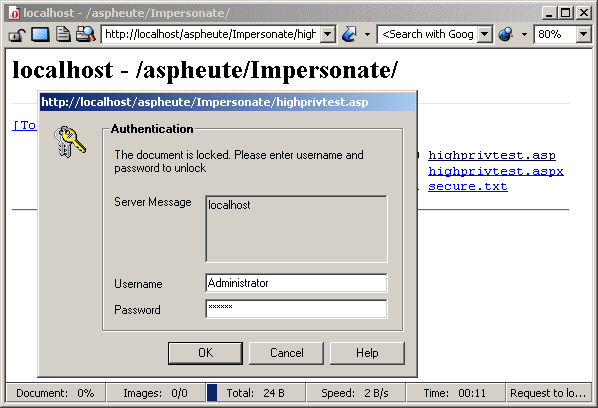 localhost - /aspheute/Impersonate/
http://localhost/aspheute/Impersonate/high
<Search with Goog
80%
localhost - /aspheute/Impersonate/
[To
http://localhost/aspheute/Impersonate/highprivtest.asp
Authentication
The document is locked. Please enter username and
password to unlock
highprivtest.asp
highprivtest.aspx
secure.txt
Server Message
localhost
Username
Administrator
Password
******
OK
Cancel
Help
Document: 0%
Images: 0/0
Total: 24 B
Speed: 2 B/s
Time: 00:11
Request to lo...